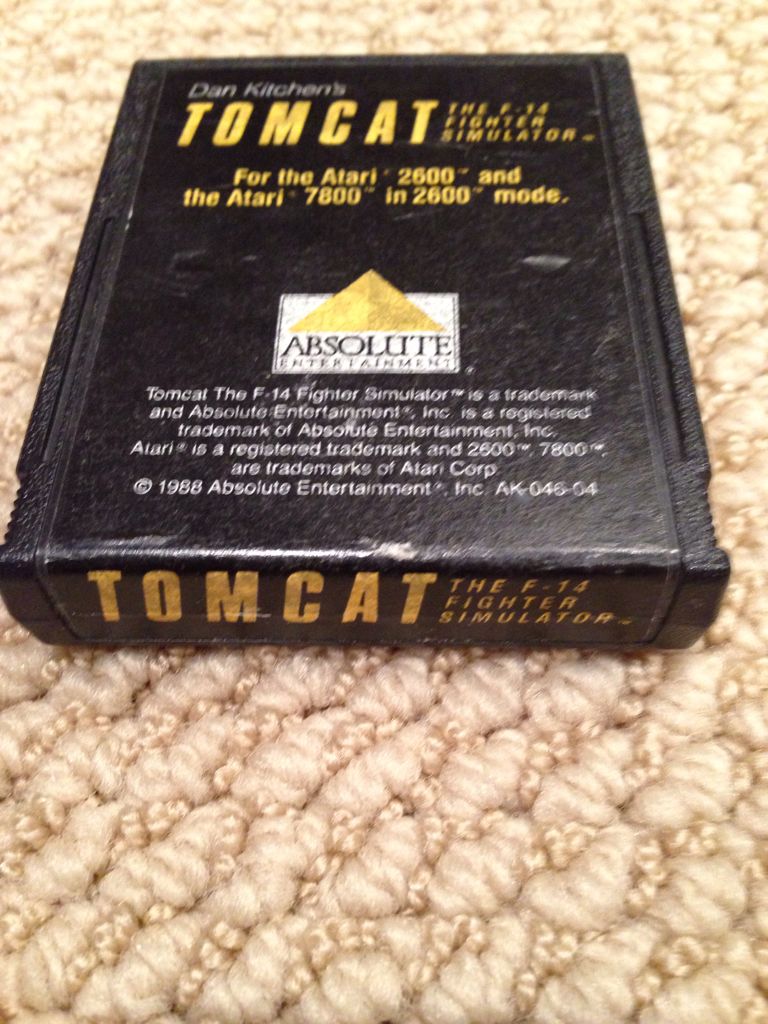 Dan Kitchen's
TOMCAT THE F-14
FIGHTER
SIMULATOR™
For the Atari® 2600™ and
the Atari® 7800™ in 2600™ mode.
ABSOLUTE
ENTERTAINMENT®
Tomcat The F-14 Fighter Simulator™ is a trademark
and Absolute Entertainment®, Inc. is a registered
trademark of Absolute Entertainment, Inc.
Atari® is a registered trademark and 2600™, 7800™,
are trademarks of Atari Corp
© 1988 Absolute Entertainment®, Inc. AK-046-04
TOMCAT THE F-14
FIGHTER
SIMULATOR™